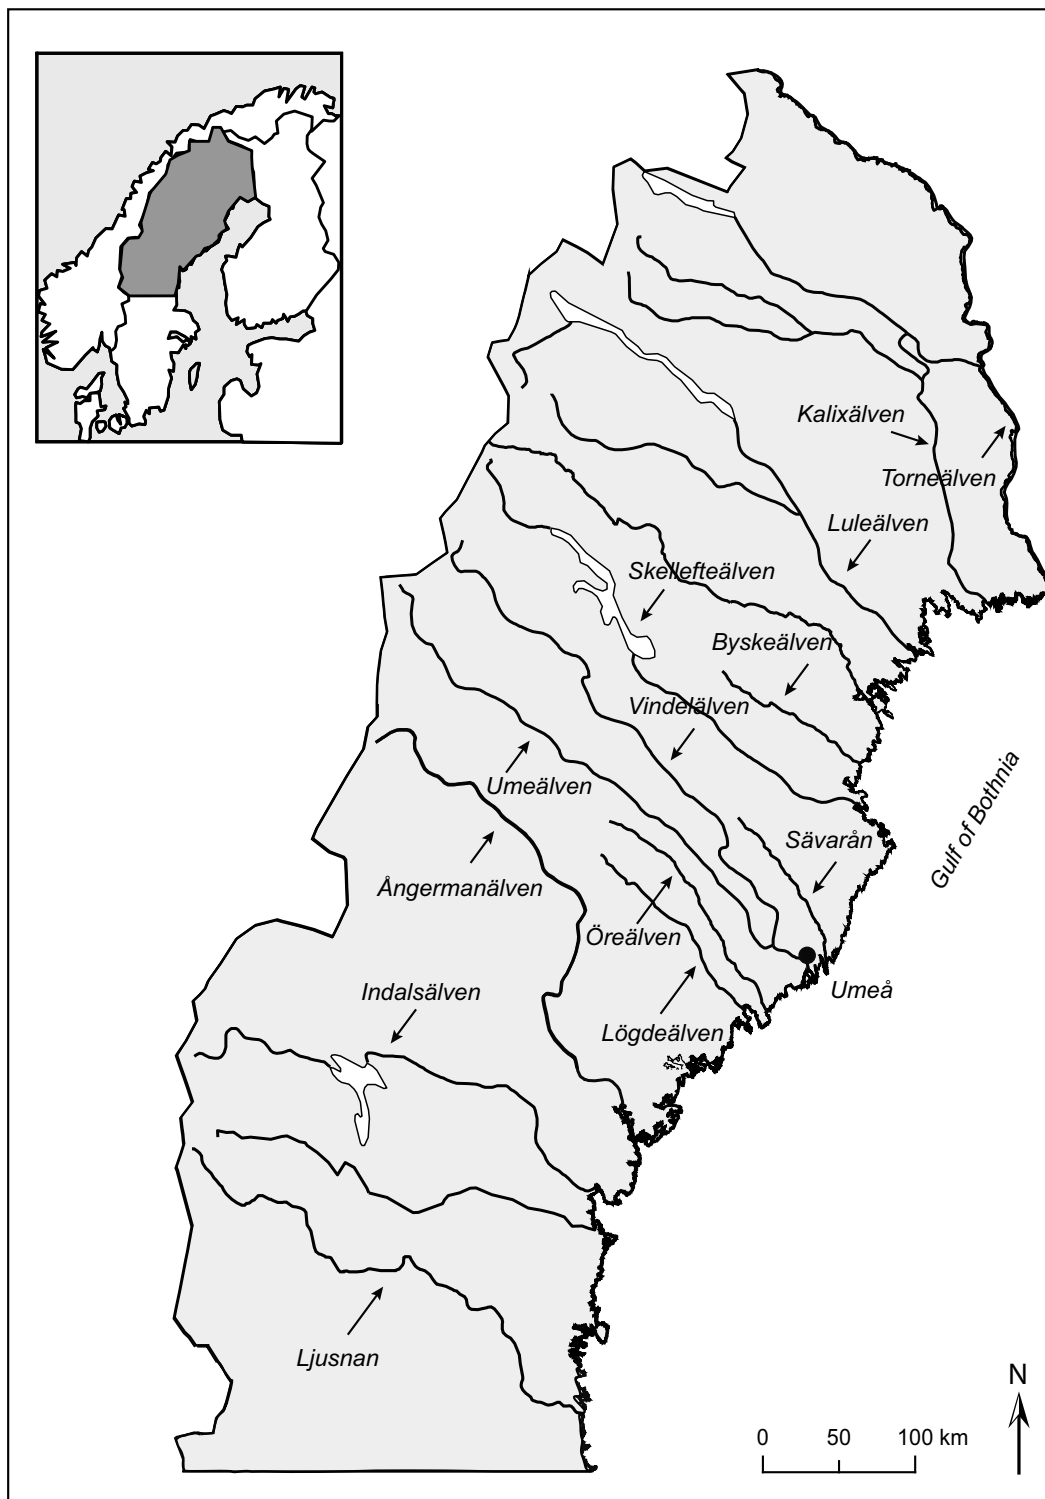 Kalixälven
Torneälven
Luleälven
Skellefteälven
Byskeälven
Vindelälven
Umeälven
Gulf of Bothnia
Sävarån
Ångermanälven
Öreälven
Indalsälven
Umeå
Lögdeälven
Ljusnan
N
0 50 100 km